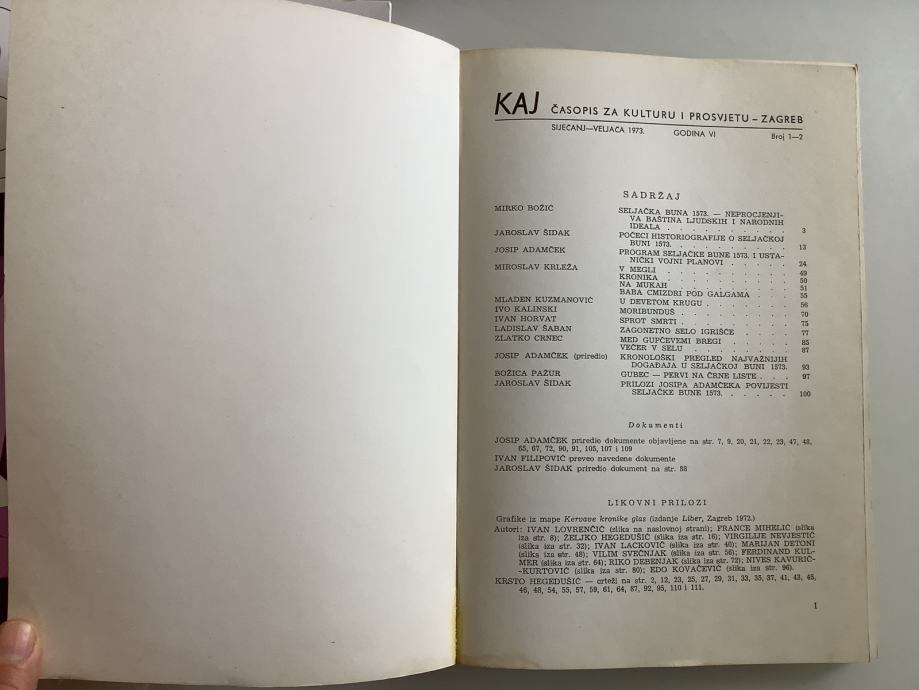 KAJ ČASOPIS ZA KULTURU I PROSVJETU – ZAGREB
SIJEČANJ—VELJAČA 1973. GODINA VI Broj 1—2
SADRŽAJ
MIRKO BOŽIĆ SELJAČKA BUNA 1573. — NEPROCJENJI-
VA BAŠTINA LJUDSKIH I NARODNIH
IDEALA . . . . . . . . . . . 3
JAROSLAV ŠIDAK POČECI HISTORIOGRAFIJE O SELJAČKOJ
BUNI 1573. . . . . . . . . . . 13
JOSIP ADAMČEK PROGRAM SELJAČKE BUNE 1573. I USTA-
NIČKI VOJNI PLANOVI . . . . . 24
MIROSLAV KRLEŽA V MEGLI . . . . . . . . . . . 49
KRONIKA . . . . . . . . . . . 50
NA MUKAH . . . . . . . . . . 51
BABA CMIZDRI POD GALGAMA . . . 55
MLADEN KUZMANOVIĆ U DEVETOM KRUGU . . . . . . . 56
IVO KALINSKI MORIBUNDUŠ . . . . . . . . . 70
IVAN HORVAT SPROT SMRTI . . . . . . . . . 75
LADISLAV ŠABAN ZAGONETNO SELO IGRIŠĆE . . . . 77
ZLATKO CRNEC MED GUPČEVEMI BREGI . . . . . 85
VEČER V SELU . . . . . . . . . 87
JOSIP ADAMČEK (priredio) KRONOLOŠKI PREGLED NAJVAŽNIJIH
DOGAĐAJA U SELJAČKOJ BUNI 1573. 93
BOŽICA PAŽUR GUBEC — PERVI NA ČRNE LISTE . . . 97
JAROSLAV ŠIDAK PRILOZI JOSIPA ADAMČEKA POVIJESTI
SELJAČKE BUNE 1573. . . . . . . 100
Dokumenti
JOSIP ADAMČEK priredio dokumente objavljene na str. 7, 9, 20, 21, 22, 23, 47, 48,
65, 67, 72, 90, 91, 105, 107 i 109
IVAN FILIPOVIĆ preveo navedene dokumente
JAROSLAV ŠIDAK priredio dokument na str. 88
LIKOVNI PRILOZI
Grafike iz mape Kervave kronike glas (izdanje Liber, Zagreb 1972.)
Autori: IVAN LOVRENČIĆ (slika na naslovnoj strani); FRANCE MIHELIČ (slika
iza str. 8); ŽELJKO HEGEDUŠIĆ (slika iza str. 16); VIRGILIJE NEVJESTIĆ
(slika iza str. 32); IVAN LACKOVIĆ (slika iza str. 40); MARIJAN DETONI
(slika iza str. 48); VILIM SVEČNJAK (slika iza str. 56); FERDINAND KUL-
MER (slika iza str. 64); RIKO DEBENJAK (slika iza str. 72); NIVES KAVURIĆ-
-KURTOVIĆ (slika iza str. 80); EDO KOVAČEVIĆ (slika iza str. 96).
KRSTO HEGEDUŠIĆ — crteži na str. 2, 12, 23, 25, 27, 29, 31, 33, 35, 37, 41, 43, 45,
46, 48, 54, 55, 57, 59, 61, 64, 87, 92, 95, 110 i 111.
1